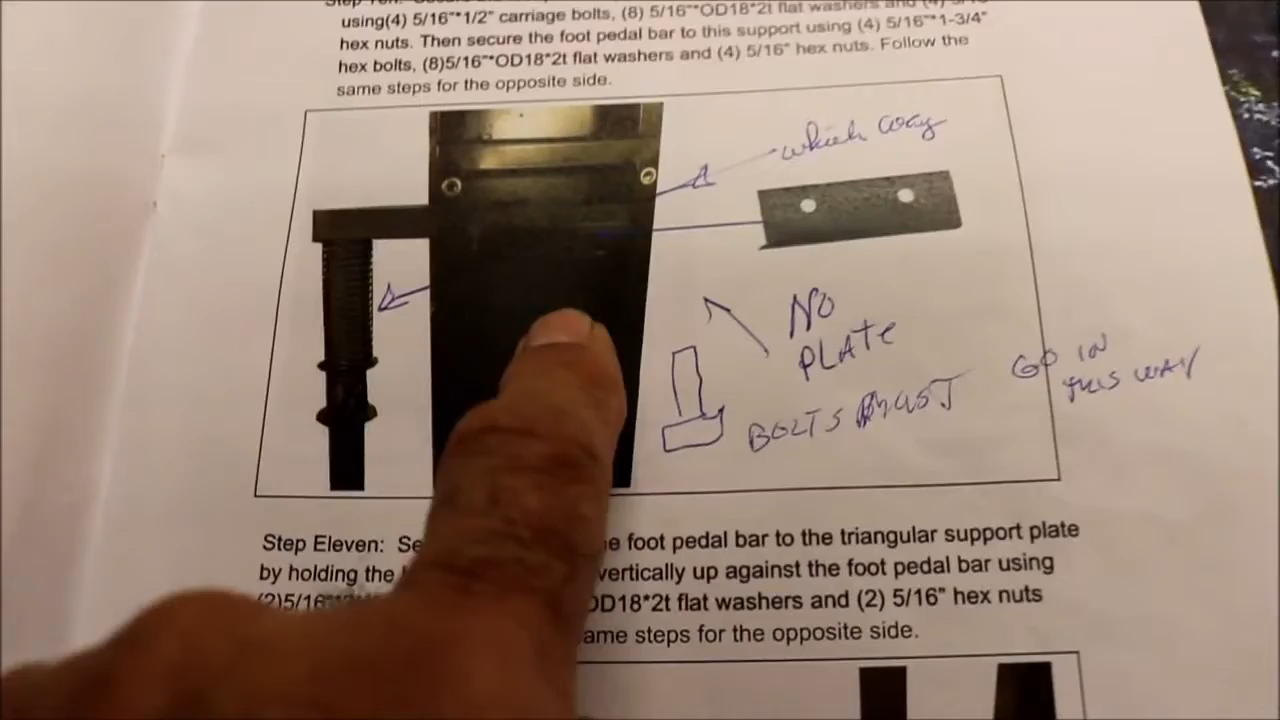 using(4) 5/16"*1/2" carriage bolts, (8) 5/16"*OD18*2t flat washers and (4)
hex nuts. Then secure the foot pedal bar to this support using (4) 5/16"*1-3/4"
hex bolts, (8)5/16"*OD18*2t flat washers and (4) 5/16" hex nuts. Follow the
same steps for the opposite side.
which way
NO
PLATE
BOLTS MUST
GO IN
THIS WAY
Step Eleven: foot pedal bar to the triangular support plate
by holding the vertically up against the foot pedal bar using
(2)5/16 OD18*2t flat washers and (2) 5/16" hex nuts
ame steps for the opposite side.